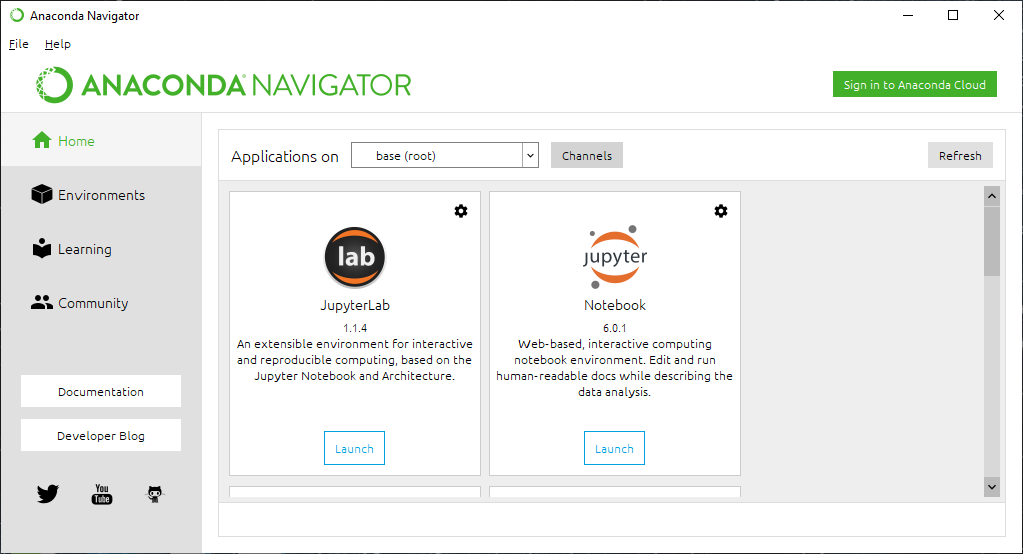 Anaconda Navigator
File Help
ANACONDA NAVIGATOR
Sign in to Anaconda Cloud
Home
Environments
Learning
Community
Documentation
Developer Blog
You
Tube
Applications on base (root) Channels Refresh
lab
JupyterLab
1.1.4
An extensible environment for interactive
and reproducible computing, based on the
Jupyter Notebook and Architecture.
Launch
jupyter
Notebook
6.0.1
Web-based, interactive computing
notebook environment. Edit and run
human-readable docs while describing the
data analysis.
Launch